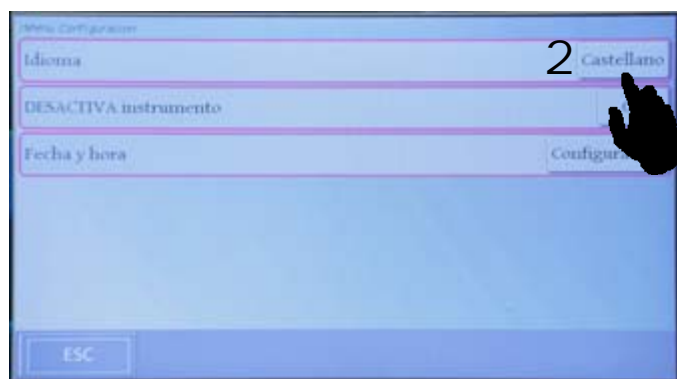 Menu Configuracion
Idioma
2 Castellano
DESACTIVA instrumento
Fecha y hora
ESC